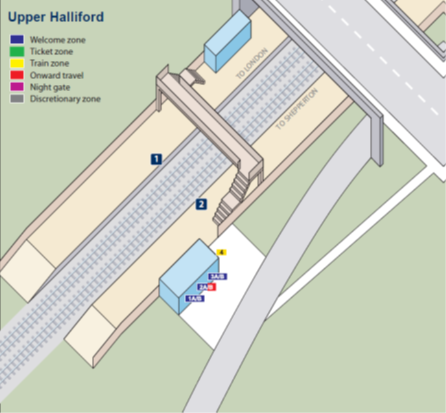 Upper Halliford
Welcome zone
Ticket zone
Train zone
Onward travel
Night gate
Discretionary zone
TO LONDON
TO SHEPPERTON
1
2
4
3A/B
2A/B
1A/B